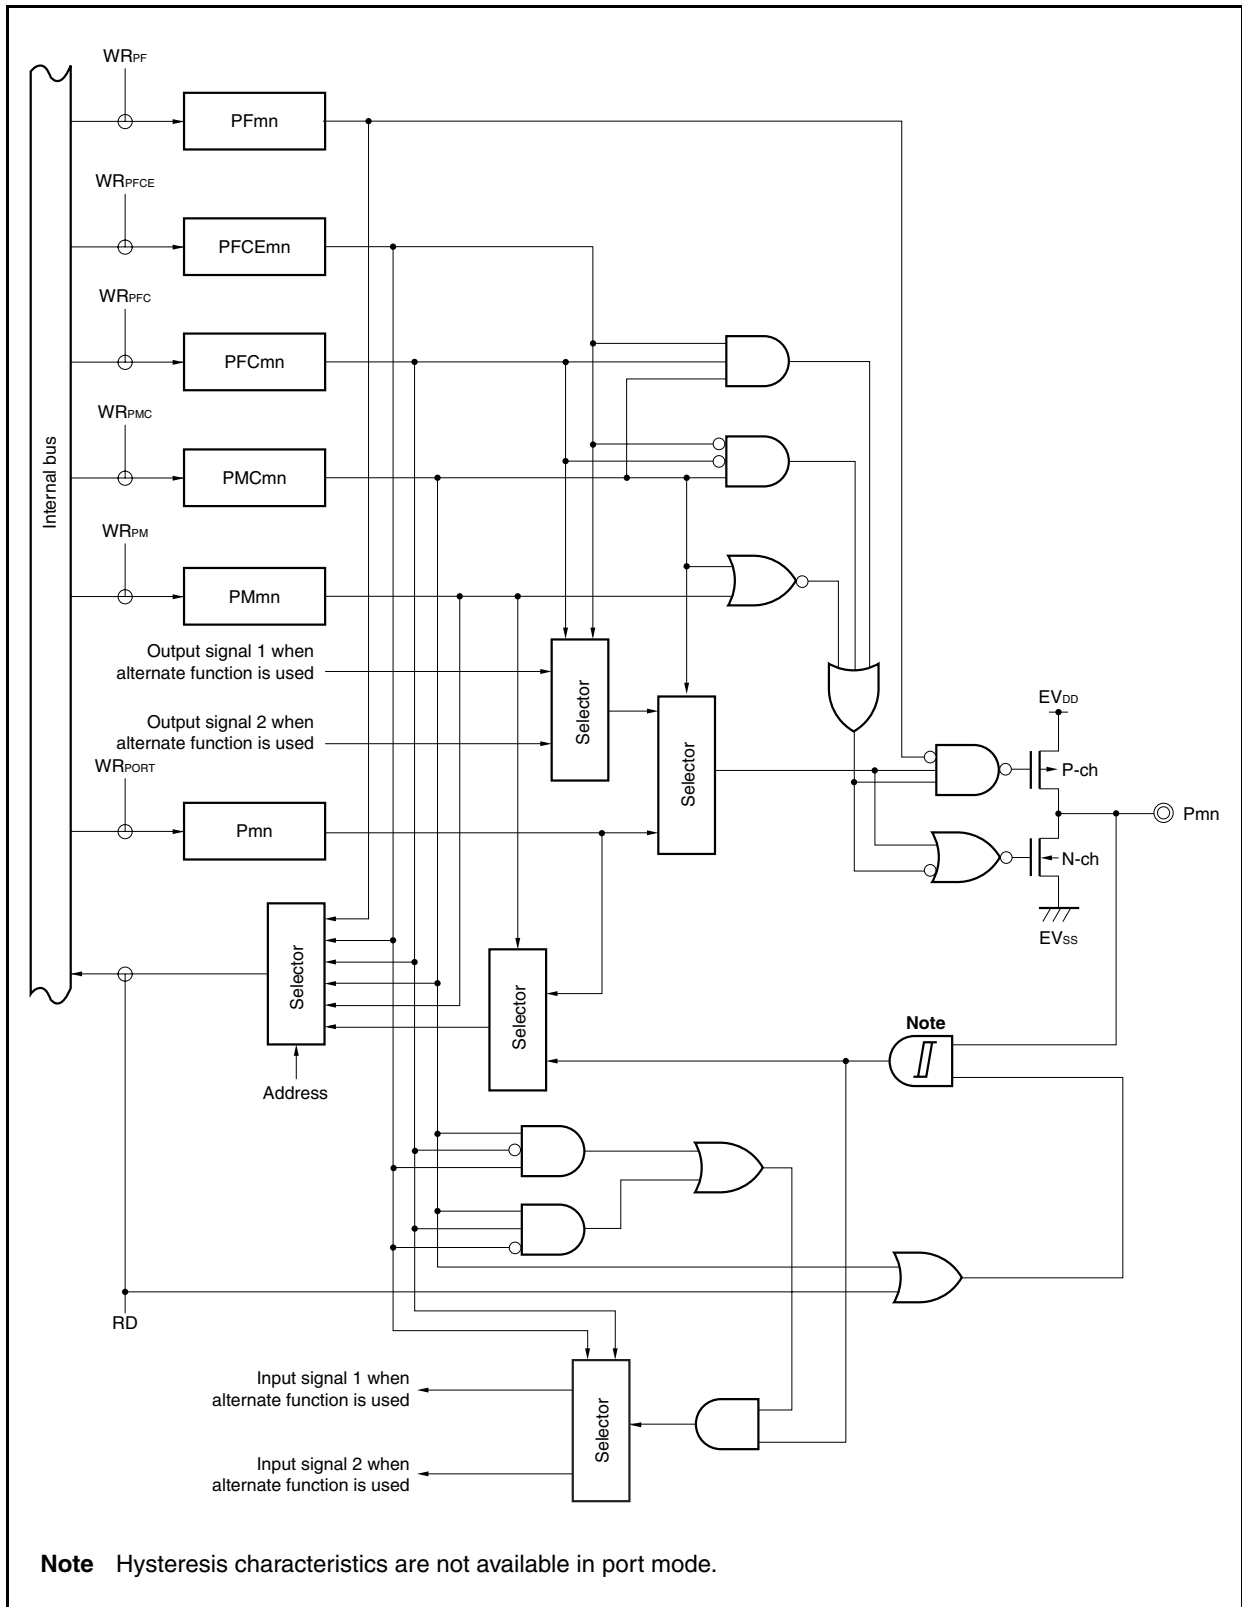 WRPF
PFmn
WRPFCE
PFCEmn
WRPFC
PFCmn
WRPMC
PMCmn
Internal bus
WRPM
PMmn
Output signal 1 when
alternate function is used
Output signal 2 when
alternate function is used
Selector
Selector
WRPORT
Pmn
EVDD
P-ch
Pmn
N-ch
EVSS
Selector
Selector
Address
Note
RD
Input signal 1 when
alternate function is used
Input signal 2 when
alternate function is used
Selector
Note Hysteresis characteristics are not available in port mode.